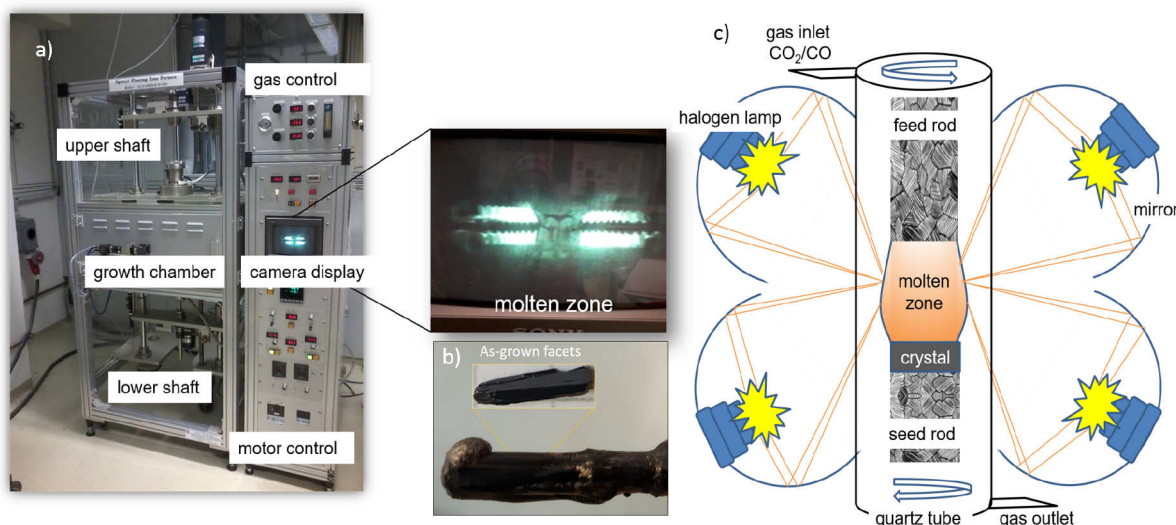 a)
gas control
upper shaft
growth chamber
camera display
lower shaft
motor control
molten zone
SONY
b)
As-grown facets
c)
gas inlet
CO₂/CO
halogen lamp
feed rod
mirror
molten
zone
crystal
seed rod
quartz tube
gas outlet